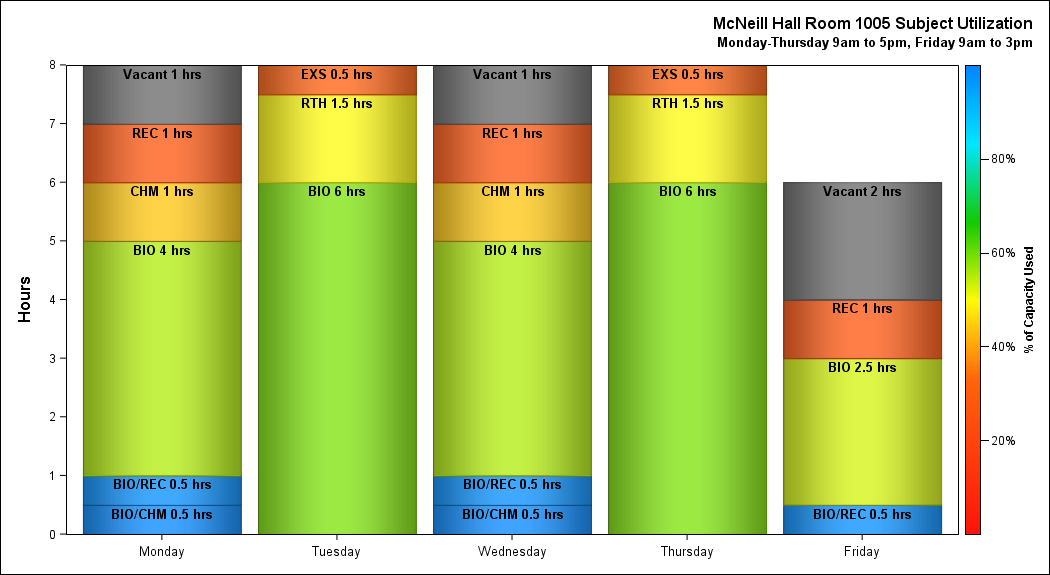 McNeill Hall Room 1005 Subject Utilization
Monday-Thursday 9am to 5pm, Friday 9am to 3pm
Hours
8
7
6
5
4
3
2
1
0
Vacant 1 hrs
REC 1 hrs
CHM 1 hrs
BIO 4 hrs
BIO/REC 0.5 hrs
BIO/CHM 0.5 hrs
EXS 0.5 hrs
RTH 1.5 hrs
BIO 6 hrs
Vacant 1 hrs
REC 1 hrs
CHM 1 hrs
BIO 4 hrs
BIO/REC 0.5 hrs
BIO/CHM 0.5 hrs
EXS 0.5 hrs
RTH 1.5 hrs
BIO 6 hrs
Vacant 2 hrs
REC 1 hrs
BIO 2.5 hrs
BIO/REC 0.5 hrs
Monday
Tuesday
Wednesday
Thursday
Friday
80%
60%
40%
20%
% of Capacity Used